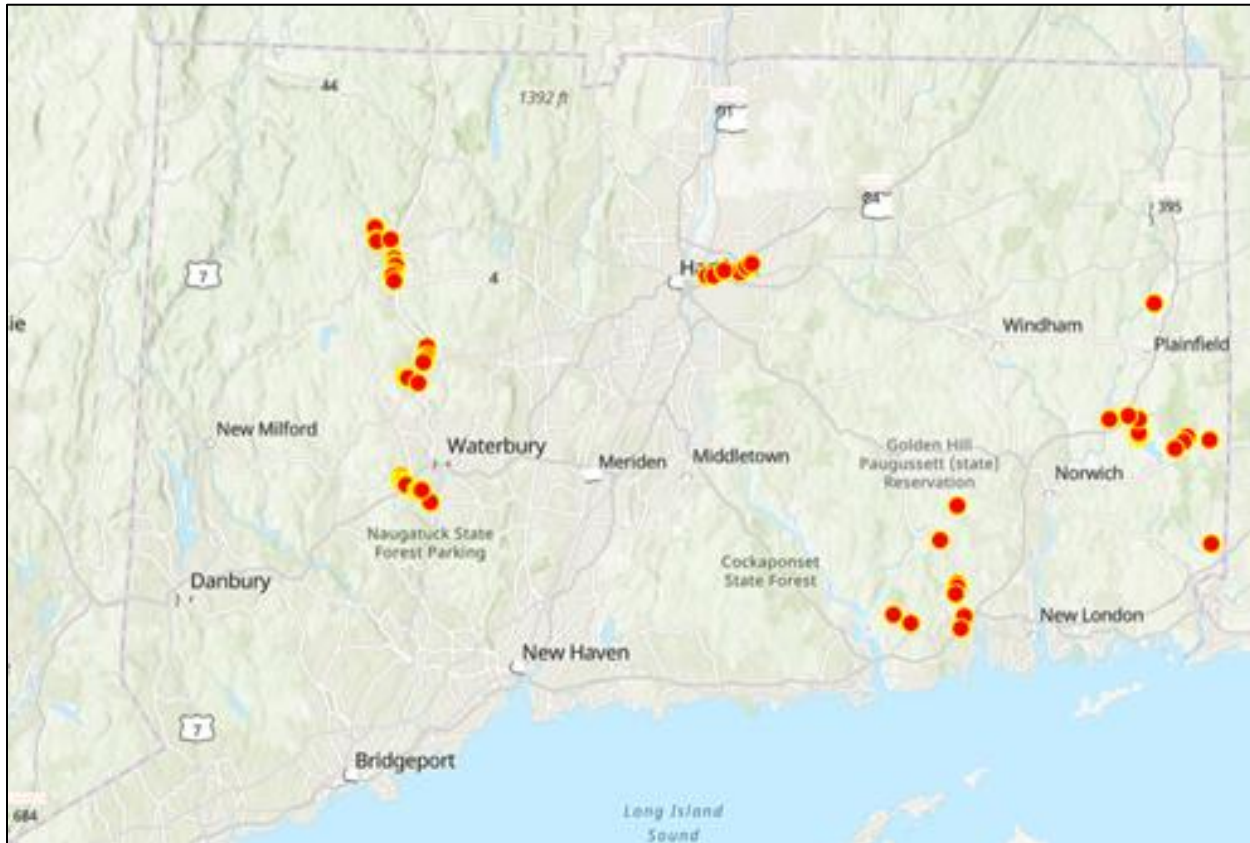 44
1392 ft
91
84
395
7
4
Windham
Plainfield
New Milford
Waterbury
Meriden
Middletown
Golden Hill
Paugussett (state)
Reservation
Norwich
Naugatuck State
Forest Parking
Cockaponset
State Forest
Danbury
New London
New Haven
7
Bridgeport
684
Long Island
Sound